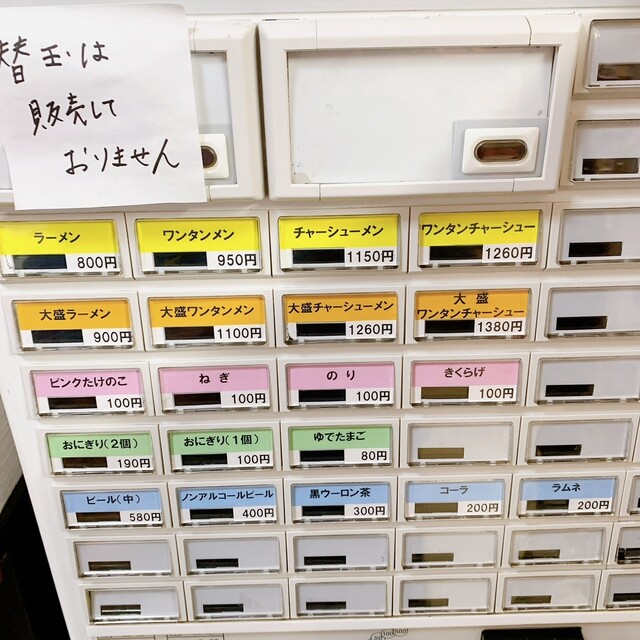 替玉は
販売して
おりません
ラーメン
800円
ワンタンメン
950円
チャーシューメン
1150円
ワンタンチャーシュー
1260円
大盛ラーメン
900円
大盛ワンタンメン
1100円
大盛チャーシューメン
1260円
大盛
ワンタンチャーシュー
1380円
ピンクたけのこ
100円
ねぎ
100円
のり
100円
きくらげ
100円
おにぎり(2個)
190円
おにぎり(1個)
100円
ゆでたまご
80円
ビール(中)
580円
ノンアルコールビール
400円
黒ウーロン茶
300円
コーラ
200円
ラムネ
200円